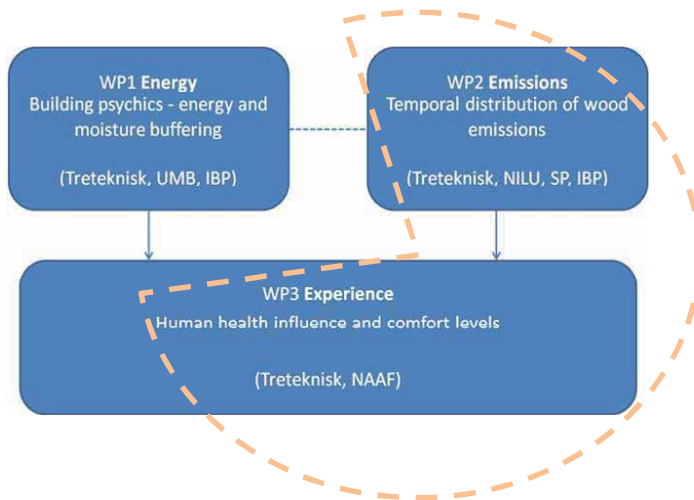 WP1 Energy
Building psychics - energy and
moisture buffering
(Treteknisk, UMB, IBP)
WP2 Emissions
Temporal distribution of wood
emissions
(Treteknisk, NILU, SP, IBP)
WP3 Experience
Human health influence and comfort levels
(Treteknisk, NAAF)